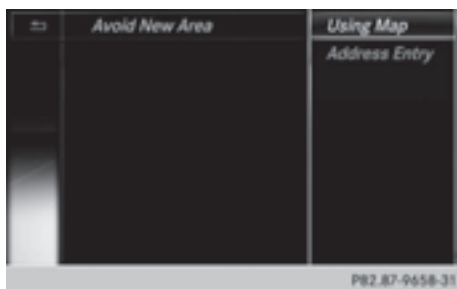 Avoid New Area
Using Map
Address Entry
P82.87-9658-31